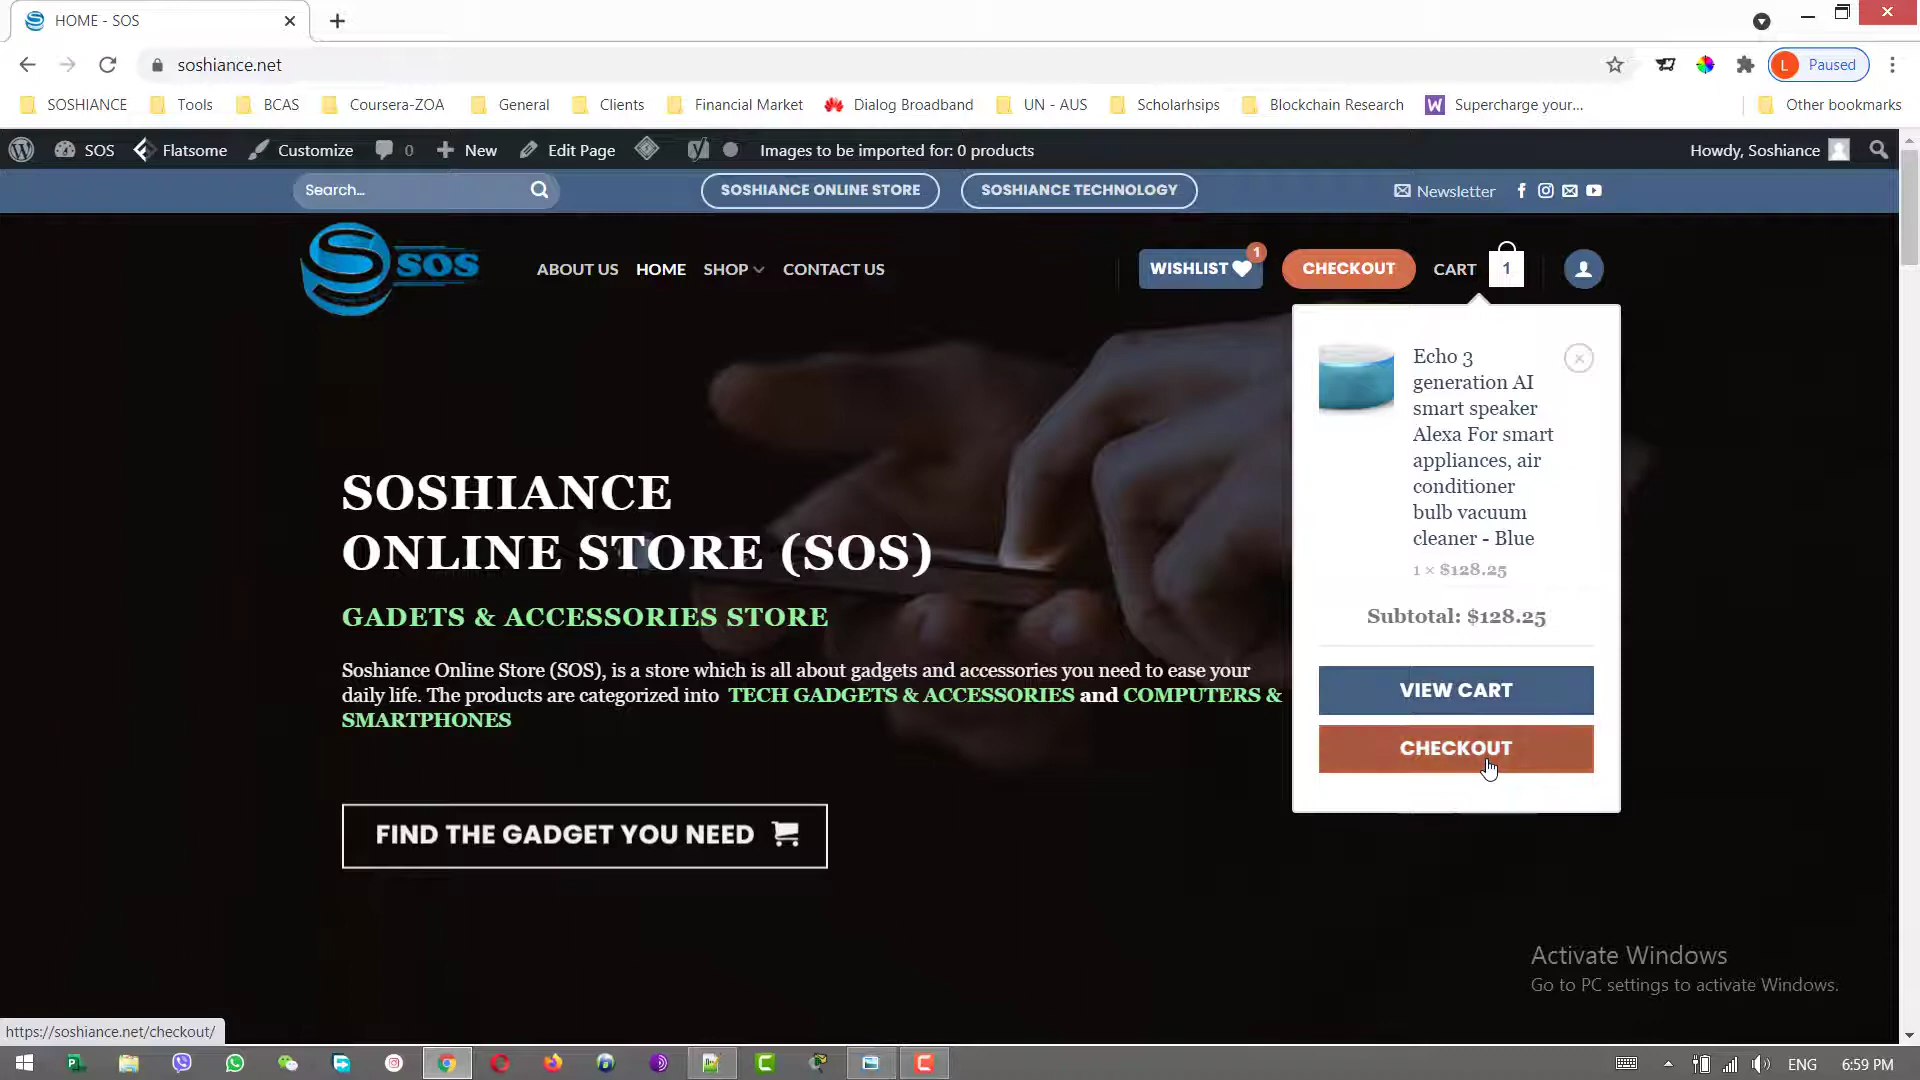 HOME - SOS
soshiance.net
L Paused
SOSHIANCE Tools BCAS Coursera-ZOA General Clients Financial Market Dialog Broadband UN - AUS Scholarhsips Blockchain Research Supercharge your... Other bookmarks
SOS Flatsome Customize 0 New Edit Page Images to be imported for: 0 products Howdy, Soshiance
Search... SOSHIANCE ONLINE STORE SOSHIANCE TECHNOLOGY Newsletter
SOS ABOUT US HOME SHOP CONTACT US WISHLIST 1 CHECKOUT CART 1
Echo 3
generation AI
smart speaker
Alexa For smart
appliances, air
conditioner
bulb vacuum
cleaner - Blue
1 × $128.25
Subtotal: $128.25
VIEW CART
CHECKOUT
SOSHIANCE
ONLINE STORE (SOS)
GADETS & ACCESSORIES STORE
Soshiance Online Store (SOS), is a store which is all about gadgets and accessories you need to ease your
daily life. The products are categorized into TECH GADGETS & ACCESSORIES and COMPUTERS &
SMARTPHONES
FIND THE GADGET YOU NEED
Activate Windows
Go to PC settings to activate Windows.
https://soshiance.net/checkout/
ENG 6:59 PM